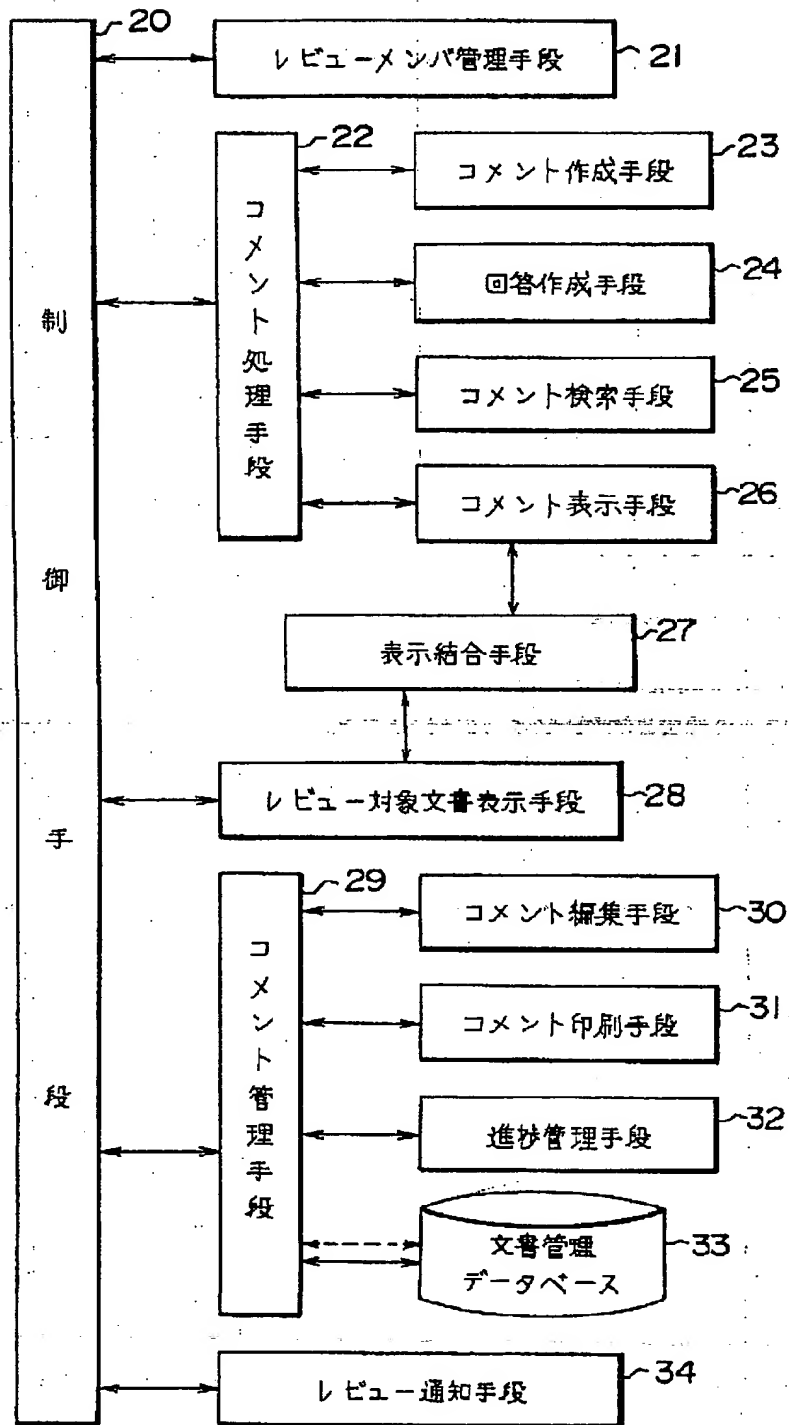 20
制御手段
レビューメンバ管理手段
21
22
コメント処理手段
コメント作成手段
23
回答作成手段
24
コメント検索手段
25
コメント表示手段
26
表示結合手段
27
レビュー対象文書表示手段
28
29
コメント管理手段
コメント編集手段
30
コメント印刷手段
31
進捗管理手段
32
文書管理
データベース
33
レビュー通知手段
34